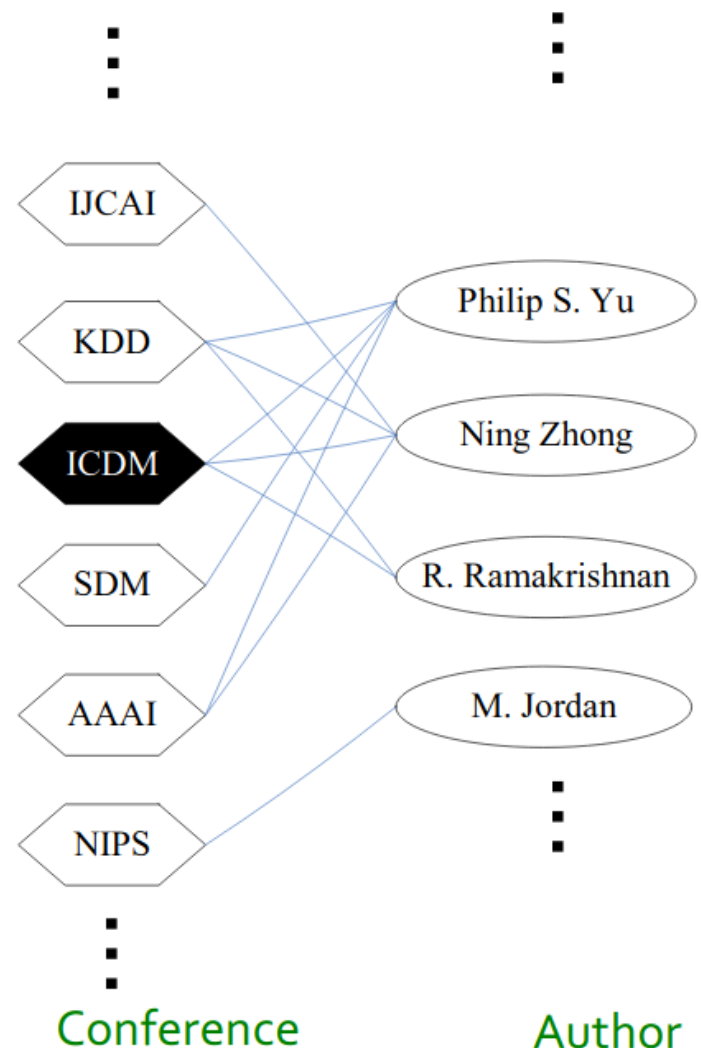 IJCAI
KDD
ICDM
SDM
AAAI
NIPS
Conference
Philip S. Yu
Ning Zhong
R. Ramakrishnan
M. Jordan
Author